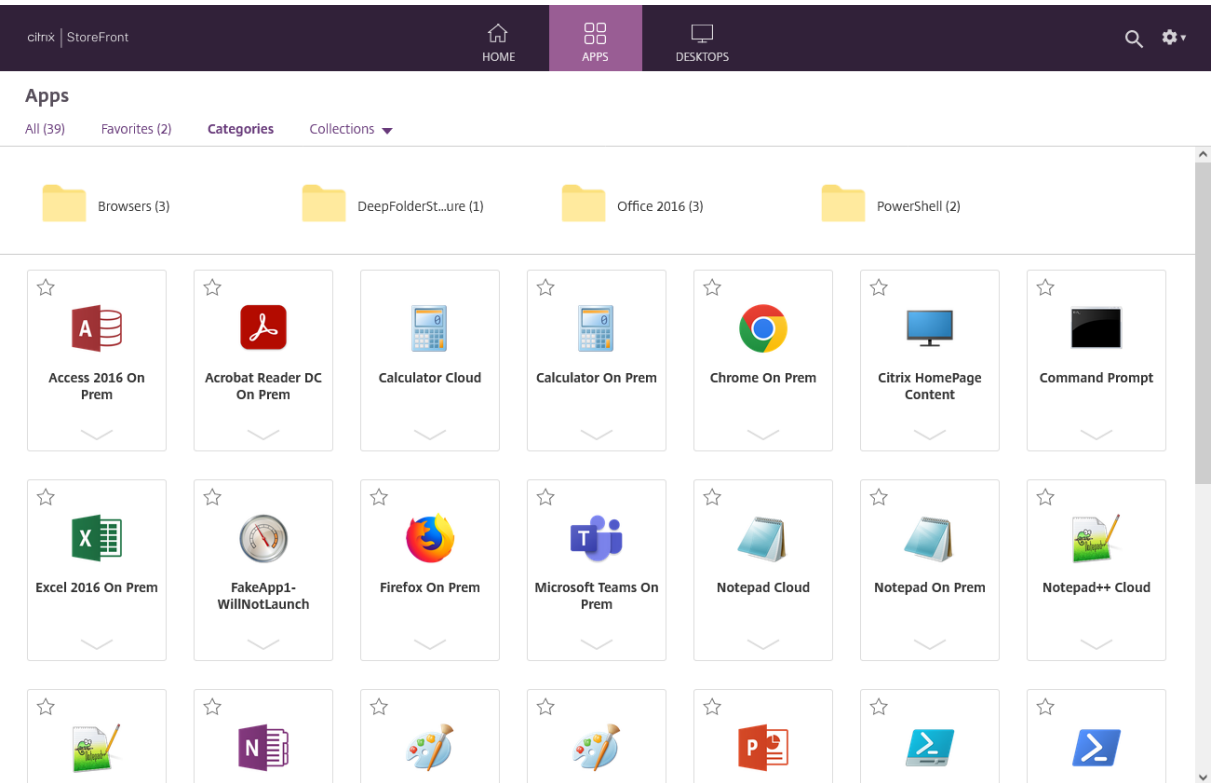 citrix | StoreFront
HOME
APPS
DESKTOPS
Apps
All (39)
Favorites (2)
Categories
Collections
Browsers (3)
DeepFolderSt...ure (1)
Office 2016 (3)
PowerShell (2)
Access 2016 On
Prem
Acrobat Reader DC
On Prem
Calculator Cloud
Calculator On Prem
Chrome On Prem
Citrix HomePage
Content
Command Prompt
Excel 2016 On Prem
FakeApp1-
WillNotLaunch
Firefox On Prem
Microsoft Teams On
Prem
Notepad Cloud
Notepad On Prem
Notepad++ Cloud